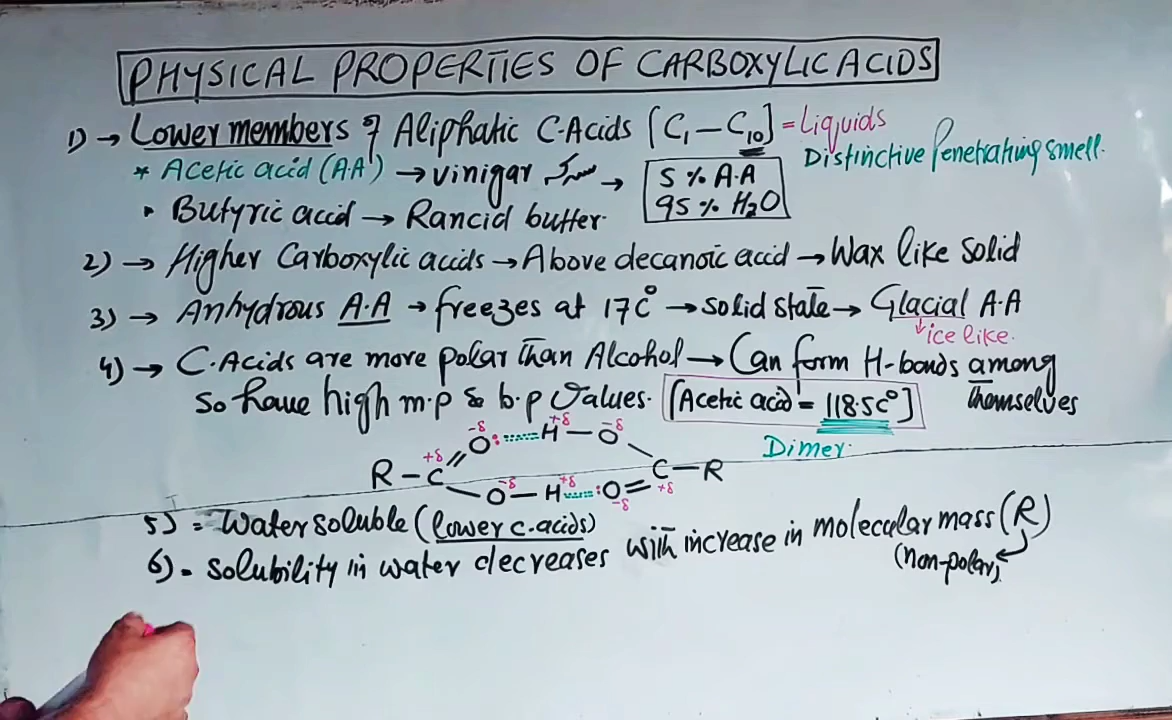 PHYSICAL PROPERTIES OF CARBOXYLIC ACIDS
1) → Lower members of Aliphatic C.Acids [C₁ – C₁₀] = Liquids
Distinctive Penetrating smell.
* Acetic acid (A.A) → vinigar سرکہ → 5 % A.A
95 % H₂O
• Butyric acid → Rancid butter.
2) → Higher Carboxylic acids → Above decanoic acid → Wax like solid
3) → Anhydrous A.A → freezes at 17C° → solid state → Glacial A.A
↓ ice like.
4) → C.Acids are more polar than Alcohol → Can form H-bonds among themselves
so have high m.p & b.p values. [Acetic acid = 118.5C°]
Dimer.
-δ O: H +δ – O -δ
R – C +δ C +δ – R
O -δ – H +δ :O -δ
5) = Water soluble (lower c.acids)
6) = solubility in water decreases with increase in molecular mass (R)
(non-polar)